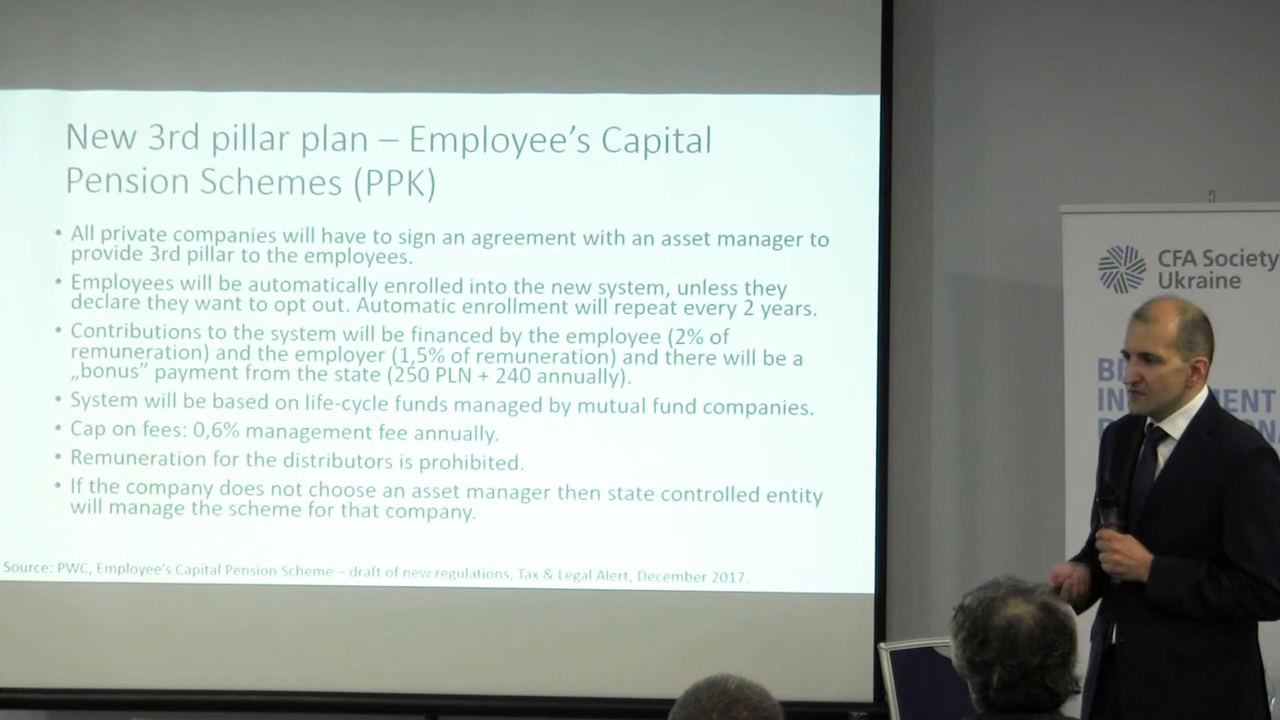 New 3rd pillar plan – Employee's Capital
Pension Schemes (PPK)
• All private companies will have to sign an agreement with an asset manager to
provide 3rd pillar to the employees.
• Employees will be automatically enrolled into the new system, unless they
declare they want to opt out. Automatic enrollment will repeat every 2 years.
• Contributions to the system will be financed by the employee (2% of
remuneration) and the employer (1,5% of remuneration) and there will be a
„bonus” payment from the state (250 PLN + 240 annually).
• System will be based on life-cycle funds managed by mutual fund companies.
• Cap on fees: 0,6% management fee annually.
• Remuneration for the distributors is prohibited.
• If the company does not choose an asset manager then state controlled entity
will manage the scheme for that company.
Source: PWC, Employee's Capital Pension Scheme – draft of new regulations, Tax & Legal Alert, December 2017.
CFA Society
Ukraine